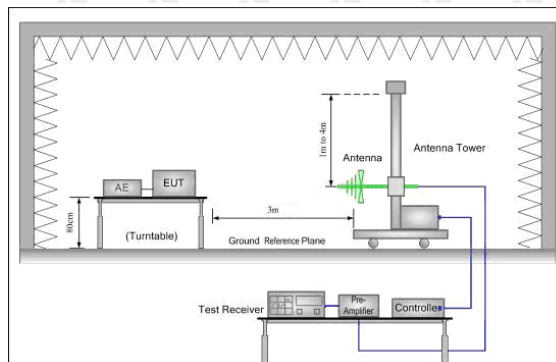 1m to 4m
Antenna
Antenna Tower
AE
EUT
80cm
(Turntable)
3m
Ground Reference Plane
Test Receiver
Pre-
Amplifier
Controller